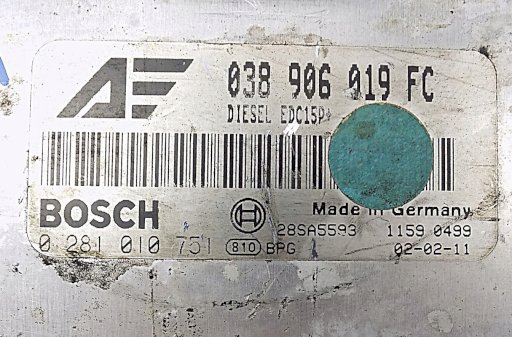 AE 038 906 019 FC
DIESEL EDC15P+
BOSCH Made in Germany
28SA5593 1159 0499
0 281 010 751 810 BPG 02-02-11